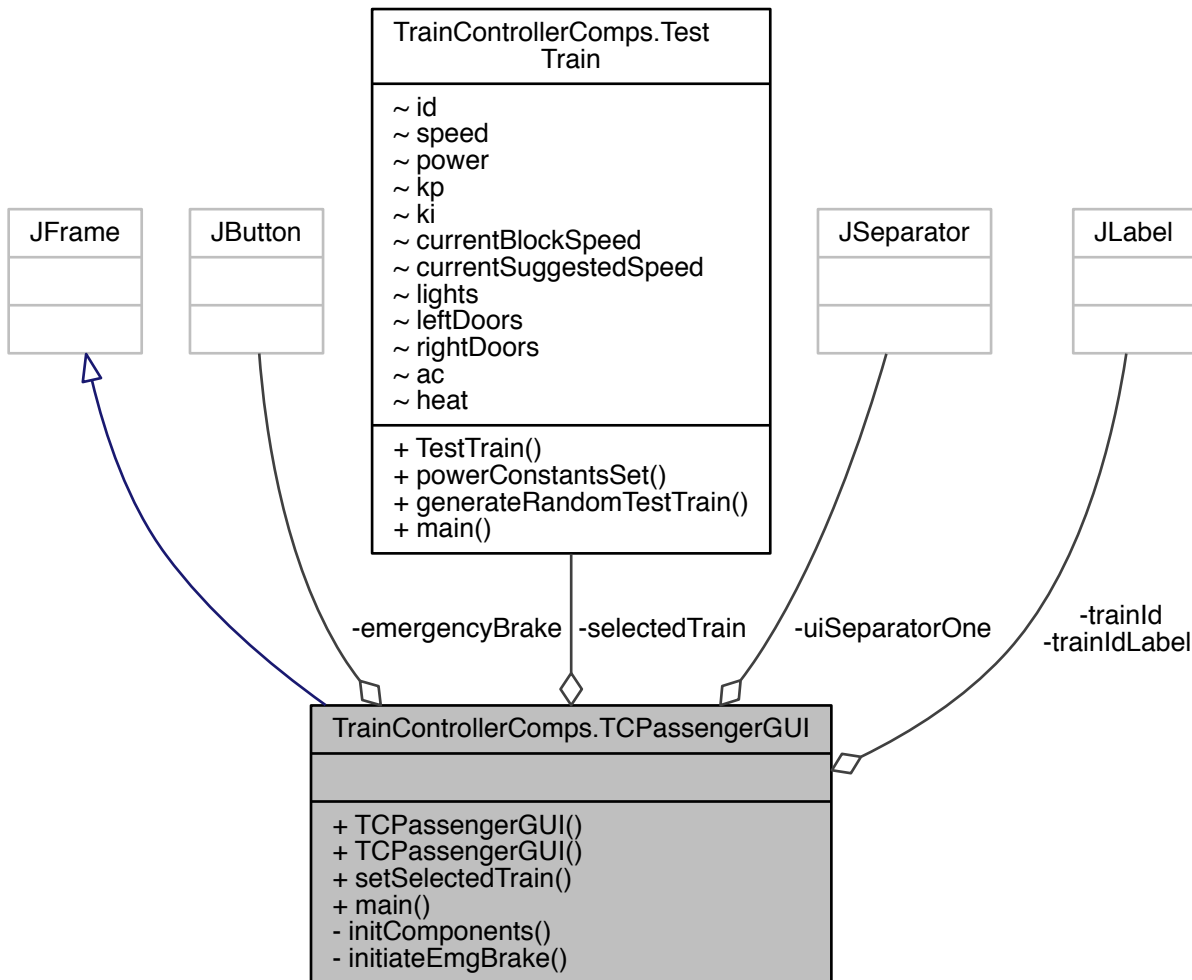 TrainControllerComps.Test
Train
~ id
~ speed
~ power
~ kp
~ ki
~ currentBlockSpeed
~ currentSuggestedSpeed
~ lights
~ leftDoors
~ rightDoors
~ ac
~ heat
+ TestTrain()
+ powerConstantsSet()
+ generateRandomTestTrain()
+ main()
JFrame
JButton
JSeparator
JLabel
-emergencyBrake
-selectedTrain
-uiSeparatorOne
-trainId
-trainIdLabel
TrainControllerComps.TCPassengerGUI
+ TCPassengerGUI()
+ TCPassengerGUI()
+ setSelectedTrain()
+ main()
- initComponents()
- initiateEmgBrake()